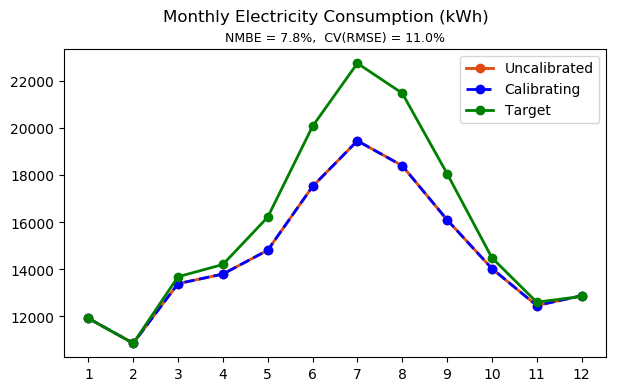 Monthly Electricity Consumption (kWh)
NMBE = 7.8%,  CV(RMSE) = 11.0%
Uncalibrated
Calibrating
Target
22000
20000
18000
16000
14000
12000
1 2 3 4 5 6 7 8 9 10 11 12